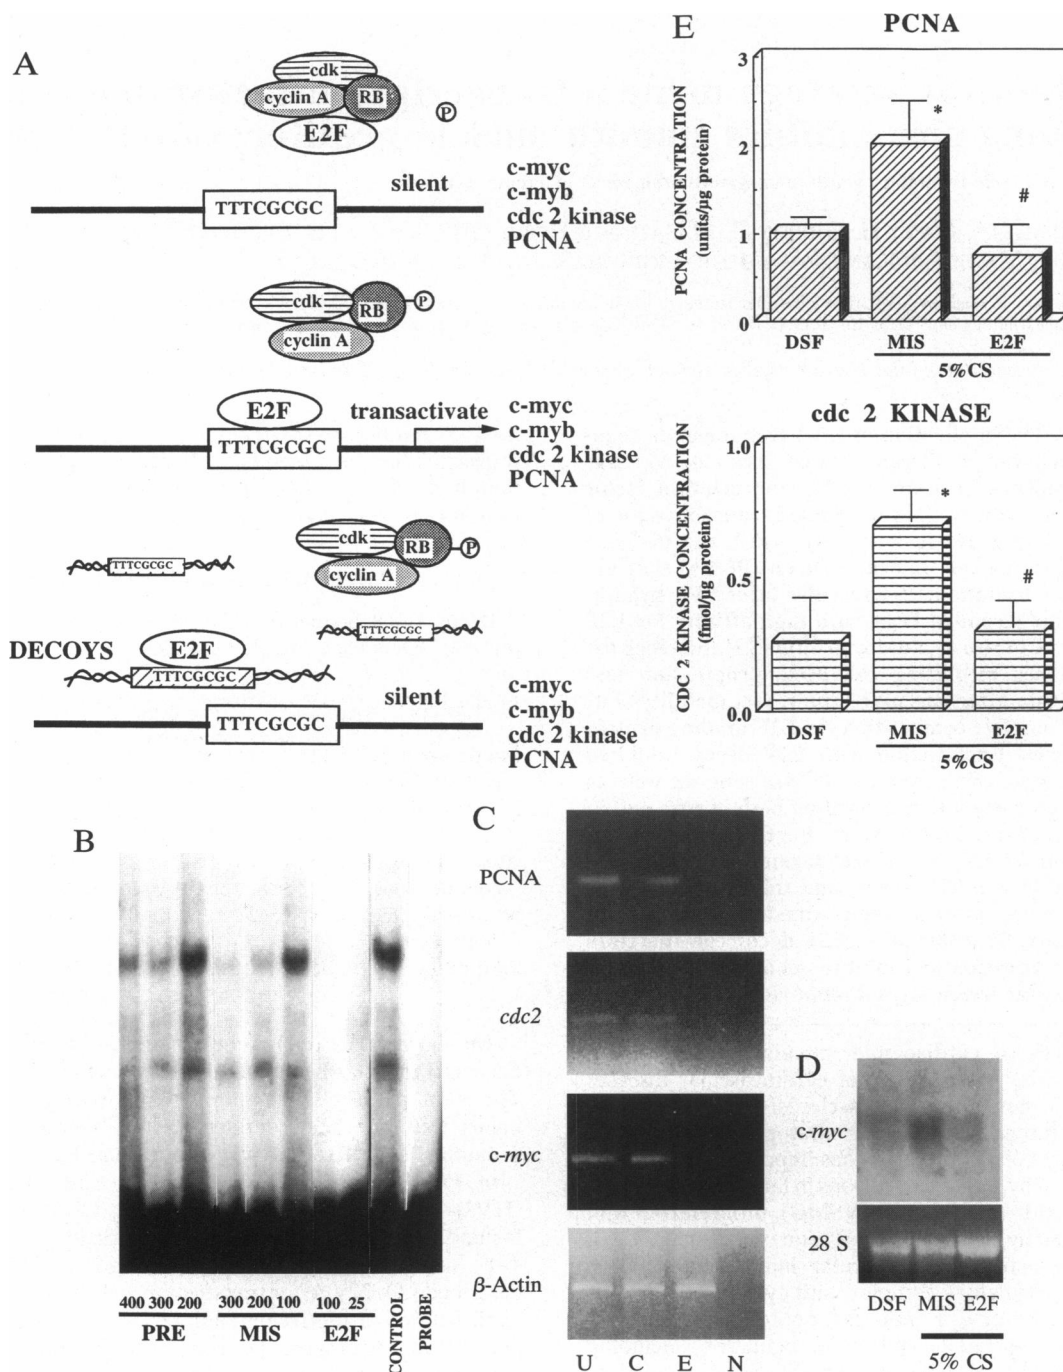 A
cdk
cyclin A
RB
P
E2F
silent
c-myc
c-myb
cdc 2 kinase
PCNA
TTTCGCGC
cdk
RB
P
cyclin A
E2F
transactivate
c-myc
c-myb
cdc 2 kinase
PCNA
TTTCGCGC
cdk
RB
P
cyclin A
TTTCGCGC
TTTCGCGC
DECOYS
E2F
TTTCGCGC
silent
c-myc
c-myb
cdc 2 kinase
PCNA
TTTCGCGC
E
PCNA
PCNA CONCENTRATION
(units/µg protein)
3
2
1
0
*
#
DSF MIS E2F
5%CS
cdc 2 KINASE
CDC 2 KINASE CONCENTRATION
(fmol/µg protein)
1.0
0.5
0.0
*
#
DSF MIS E2F
5%CS
B
400 300 200 300 200 100 100 25
PRE MIS E2F CONTROL PROBE
C
PCNA
cdc2
c-myc
β-Actin
U C E N
D
c-myc
28 S
DSF MIS E2F
5% CS